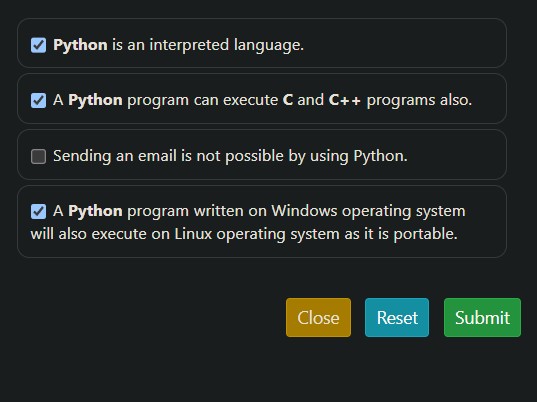 Python is an interpreted language.
A Python program can execute C and C++ programs also.
Sending an email is not possible by using Python.
A Python program written on Windows operating system
will also execute on Linux operating system as it is portable.
Close Reset Submit